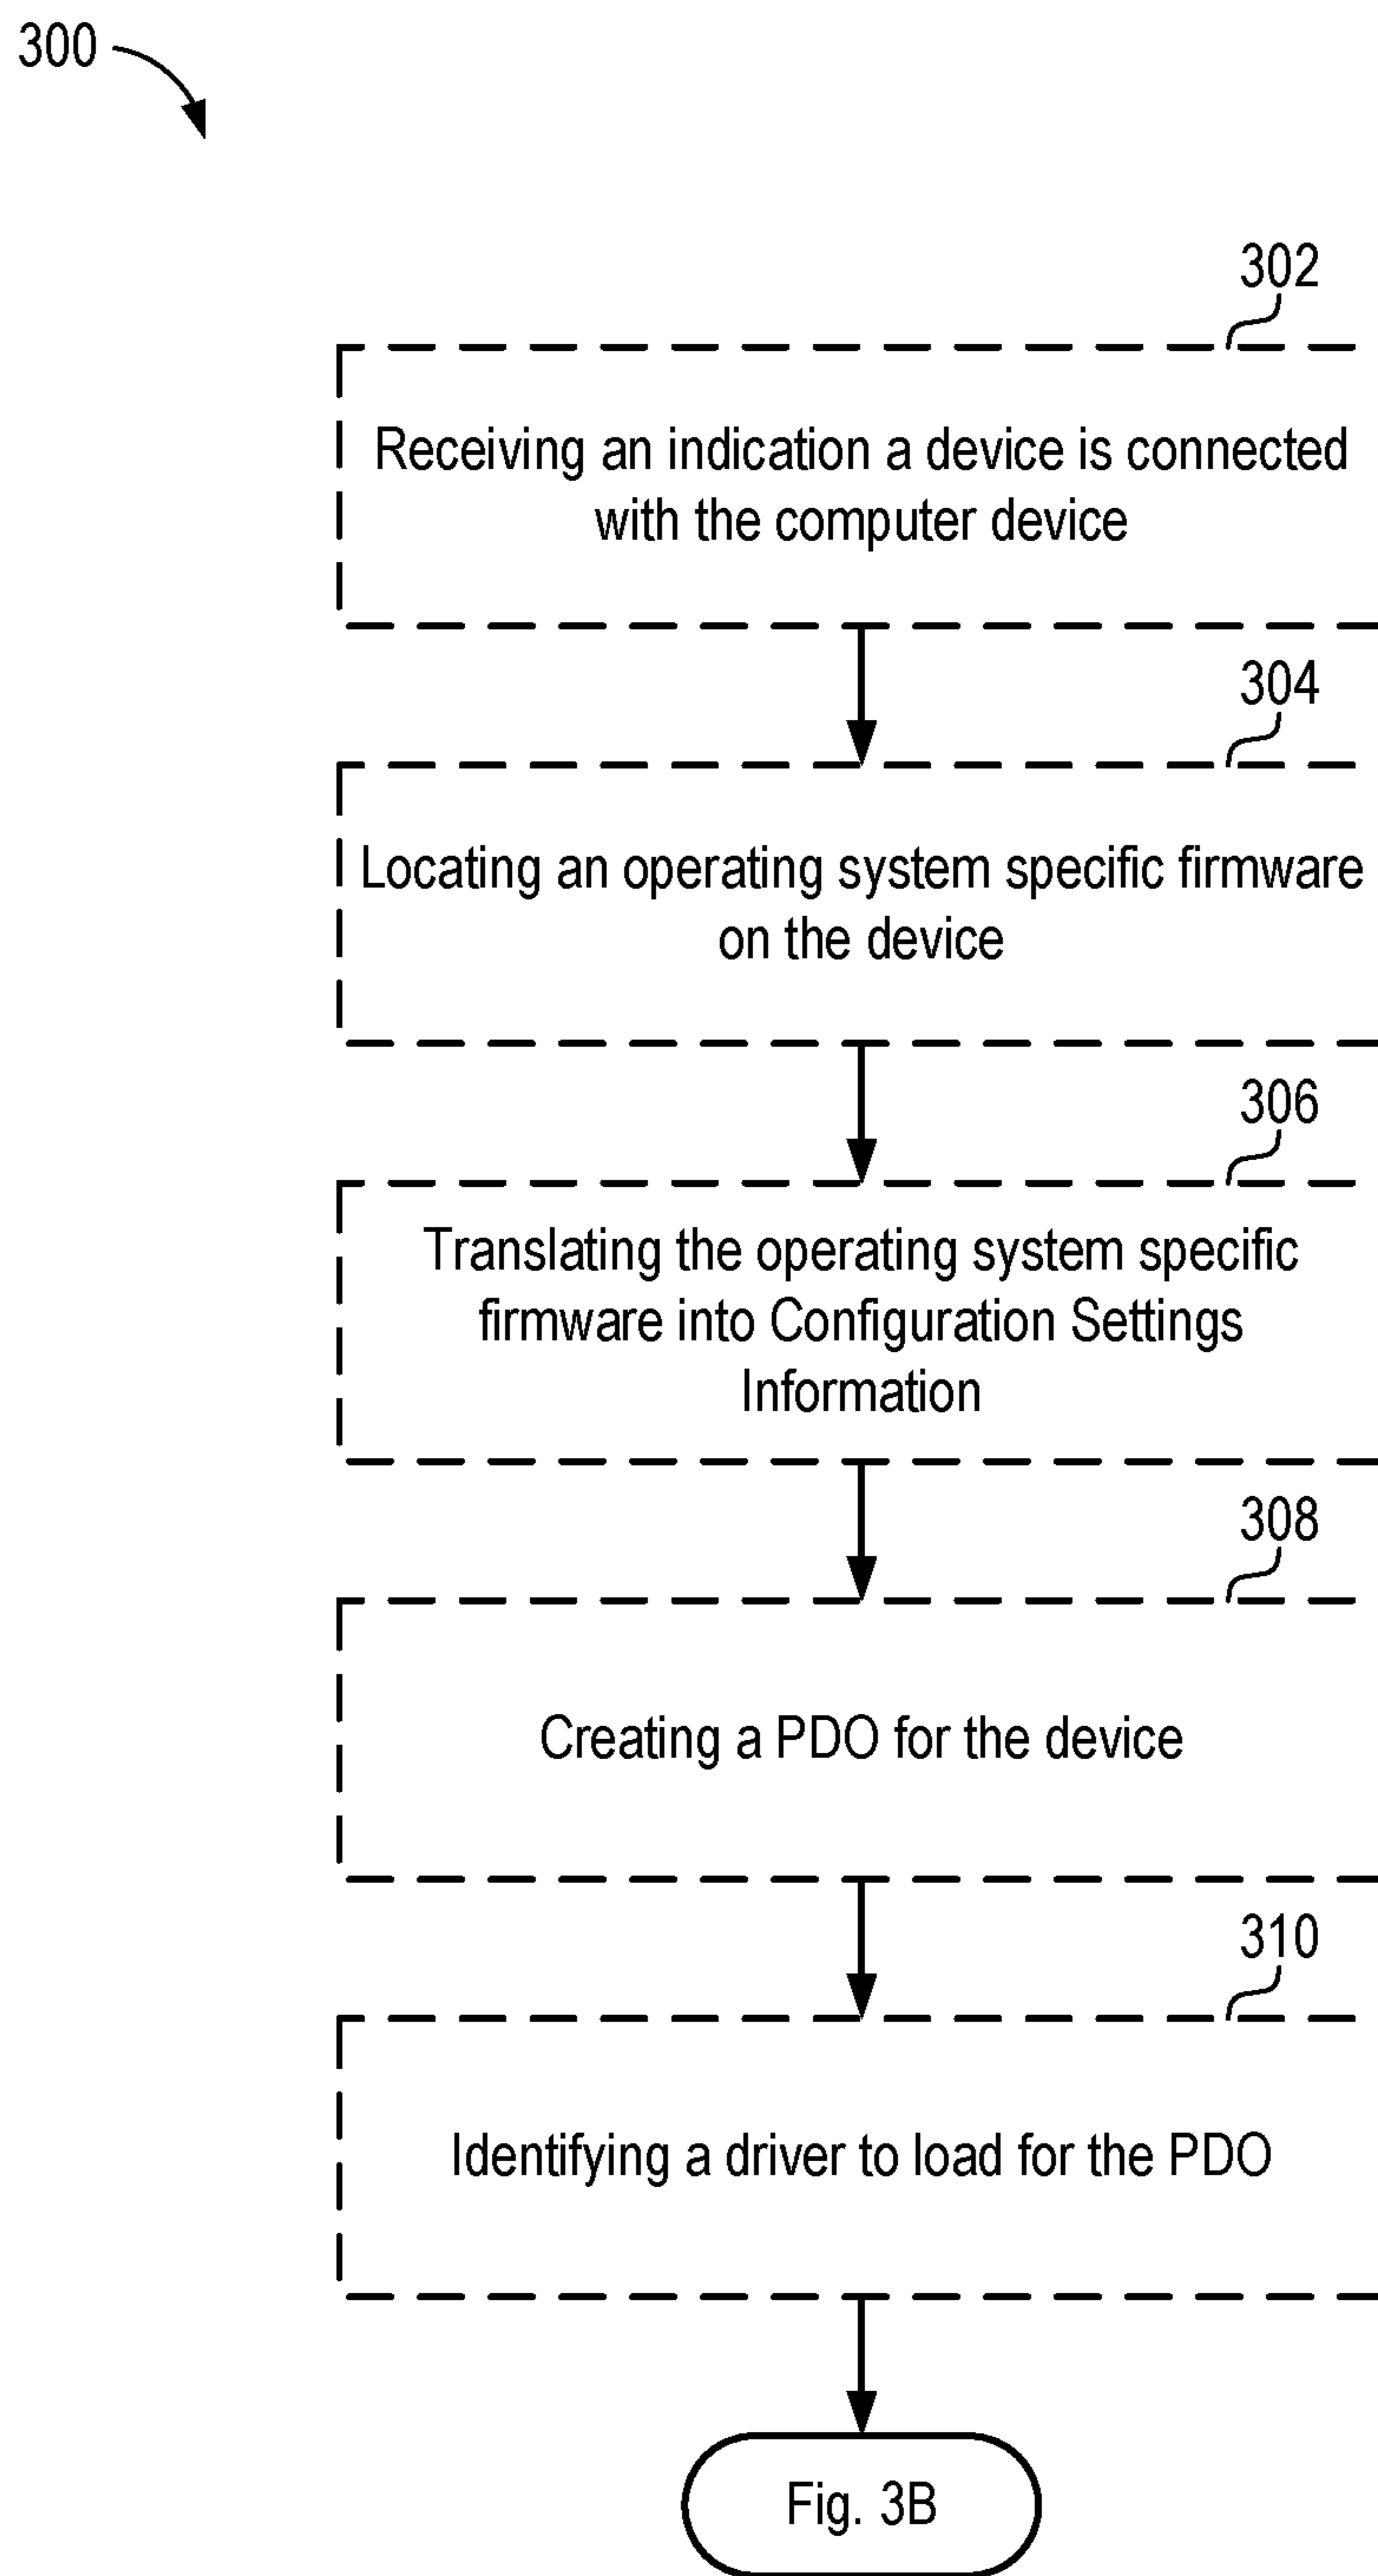 300
302
Receiving an indication a device is connected
with the computer device
304
Locating an operating system specific firmware
on the device
306
Translating the operating system specific
firmware into Configuration Settings
Information
308
Creating a PDO for the device
310
Identifying a driver to load for the PDO
Fig. 3B